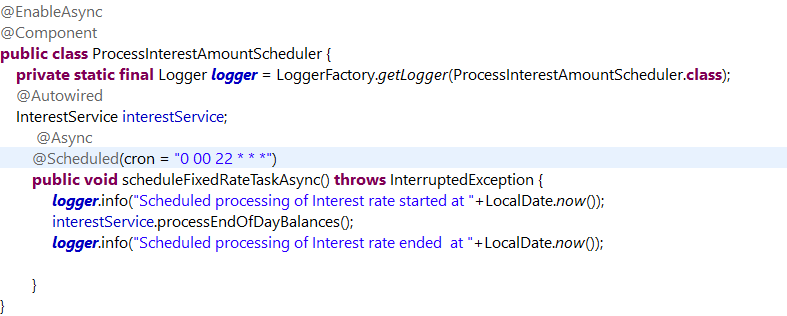 @EnableAsync
@Component
public class ProcessInterestAmountScheduler {
private static final Logger logger = LoggerFactory.getLogger(ProcessInterestAmountScheduler.class);
@Autowired
InterestService interestService;
@Async
@Scheduled(cron = "0 00 22 * * *")
public void scheduleFixedRateTaskAsync() throws InterruptedException {
logger.info("Scheduled processing of Interest rate started at "+LocalDate.now());
interestService.processEndOfDayBalances();
logger.info("Scheduled processing of Interest rate ended  at "+LocalDate.now());
}
}